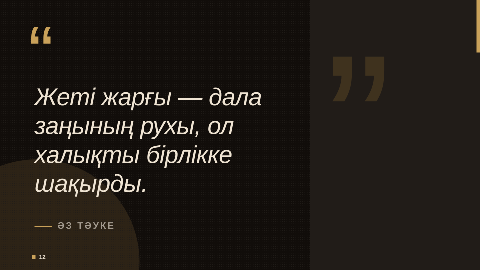 “
Жеті жарғы — дала
заңының рухы, ол
халықты бірлікке
шақырды.
”
ӘЗ ТӘУКЕ
12